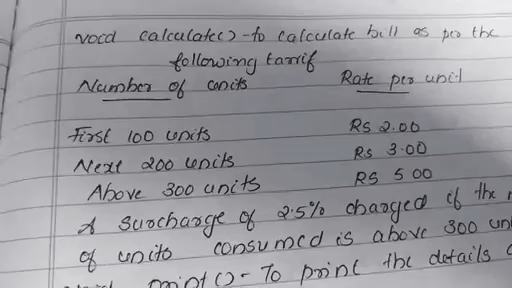 void calculate() - to calculate bill as per the
following tarrif
Number of units Rate per unit
First 100 units RS 2.00
Next 200 units RS 3.00
Above 300 units RS 5.00
A surcharge of 2.5% charged if the
of units consumed is above 300
print() - To print the details